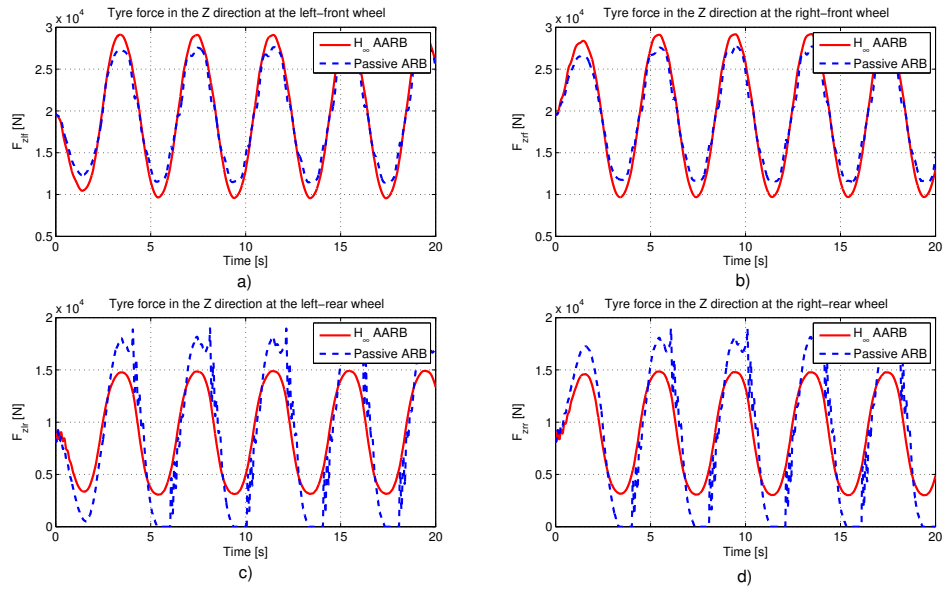 Tyre force in the Z direction at the left−front wheel
x 10^4
3
2.5
2
1.5
1
0.5
F_zlf [N]
0 5 10 15 20
Time [s]
H_∞ AARB
Passive ARB
a)
Tyre force in the Z direction at the right−front wheel
x 10^4
3
2.5
2
1.5
1
0.5
F_zrf [N]
0 5 10 15 20
Time [s]
H_∞ AARB
Passive ARB
b)
Tyre force in the Z direction at the left−rear wheel
x 10^4
2
1.5
1
0.5
0
F_zlr [N]
0 5 10 15 20
Time [s]
H_∞ AARB
Passive ARB
c)
Tyre force in the Z direction at the right−rear wheel
x 10^4
2
1.5
1
0.5
0
F_zrr [N]
0 5 10 15 20
Time [s]
H_∞ AARB
Passive ARB
d)